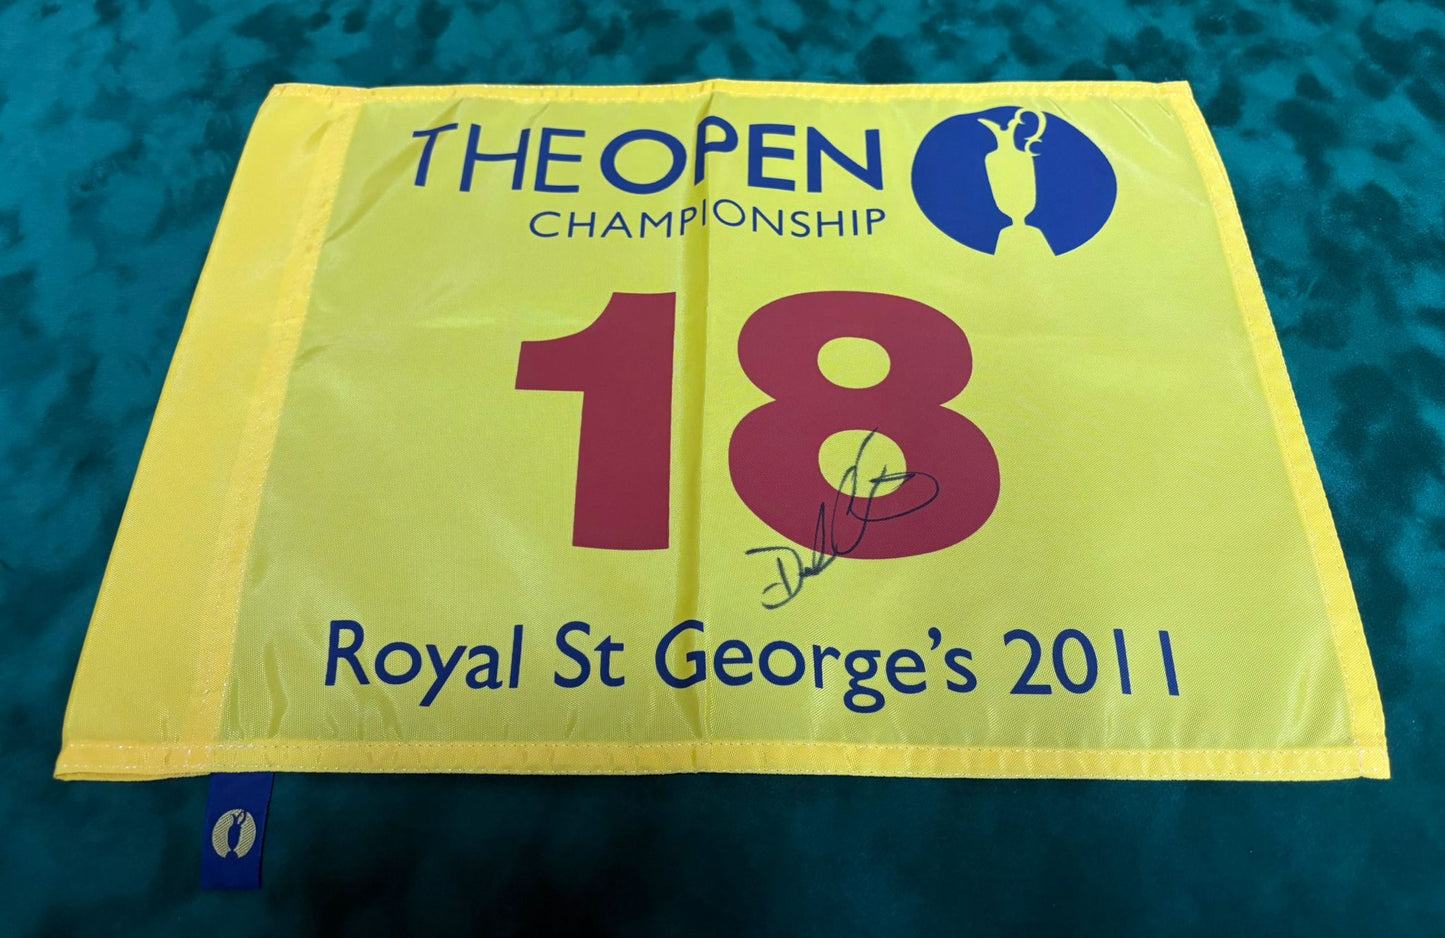 THE OPEN
CHAMPIONSHIP
18
Royal St George's 2011